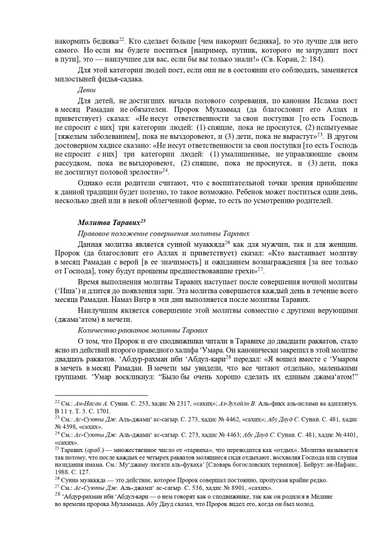 накормить бедняка²². Кто сделает больше [чем накормит бедняка], то это лучше для него
самого. Но если вы будете поститься [например, путник, которого не затруднит пост
в пути], это — наилучшее для вас, если бы вы только знали!» (Св. Коран, 2: 184).
Для этой категории людей пост, если они не в состоянии его соблюдать, заменяется
милостыней фидья-садака.
Дети
Для детей, не достигших начала полового созревания, по канонам Ислама пост
в месяц Рамадан не обязателен. Пророк Мухаммад (да благословит его Аллах и
приветствует) сказал: «Не несут ответственности за свои поступки [то есть Господь
не спросит с них] три категории людей: (1) спящие, пока не проснутся, (2) испытуемые
[тяжелым заболеванием], пока не выздоровеют, и (3) дети, пока не вырастут»²³. В другом
достоверном хадисе сказано: «Не несут ответственности за свои поступки [то есть Господь
не спросит с них] три категории людей: (1) умалишенные, не управляющие своим
рассудком, пока не выздоровеют, (2) спящие, пока не проснутся, и (3) дети, пока
не достигнут половой зрелости»²⁴.
Однако если родители считают, что с воспитательной точки зрения приобщение
к данной традиции будет полезно, то такое возможно. Ребенок может поститься один день,
несколько дней или в некой облегченной форме, то есть по усмотрению родителей.
Молитва Таравих²⁵
Правовое положение совершения молитвы Таравих
Данная молитва является сунной муаккяда²⁶ как для мужчин, так и для женщин.
Пророк (да благословит его Аллах и приветствует) сказал: «Кто выстаивает молитву
в месяц Рамадан с верой [в ее значимость] и ожиданием вознаграждения [за нее только
от Господа], тому будут прощены предшествовавшие грехи»²⁷.
Время выполнения молитвы Таравих наступает после совершения ночной молитвы
(‘Иша’) и длится до появления зари. Эта молитва совершается каждый день в течение всего
месяца Рамадан. Намаз Витр в эти дни выполняется после молитвы Таравих.
Наилучшим является совершение этой молитвы совместно с другими верующими
(джама‘атом) в мечети.
Количество ракаатов молитвы Таравих
О том, что Пророк и его сподвижники читали в Таравихе до двадцати ракаатов, стало
ясно из действий второго праведного халифа ‘Умара. Он канонически закрепил в этой молитве
двадцать ракаатов. ‘Абдур-рахман ибн ‘Абдул-кари²⁸ передал: «Я вошел вместе с ‘Умаром
в мечеть в месяц Рамадан. В мечети мы увидели, что все читают отдельно, маленькими
группами. ‘Умар воскликнул: “Было бы очень хорошо сделать их единым джама‘атом!”
²² См.: Ан-Насаи А. Сунан. С. 253, хадис № 2317, «сахих»; Аз-Зухайли В. Аль-фикх аль-ислами ва адиллятух.
В 11 т. Т. 3. С. 1701.
²³ См.: Ас-Суюты Дж. Аль-джами‘ ас-сагыр. С. 273, хадис № 4462, «сахих»; Абу Дауд С. Сунан. С. 481, хадис
№ 4398, «сахих».
²⁴ См.: Ас-Суюты Дж. Аль-джами‘ ас-сагыр. С. 273, хадис № 4463; Абу Дауд С. Сунан. С. 481, хадис № 4401,
«сахих».
²⁵ Таравих (араб.) — множественное число от «тарвиха», что переводится как «отдых». Молитва называется
так потому, что после каждых ее четырех ракаатов молящиеся сидя отдыхают, восхваляя Господа или слушая
назидания имама. См.: Му‘джаму люгати аль-фукаха’ [Словарь богословских терминов]. Бейрут: ан-Нафаис,
1988. С. 127.
²⁶ Сунна муаккяда — это действие, которое Пророк совершал постоянно, пропуская крайне редко.
²⁷ См.: Ас-Суюты Дж. Аль-джами‘ ас-сагыр. С. 536, хадис № 8901, «сахих».
²⁸ ‘Абдур-рахман ибн ‘Абдул-кари — о нем говорят как о сподвижнике, так как он родился в Медине
во времена пророка Мухаммада. Абу Дауд сказал, что Пророк видел его, когда он был молод.